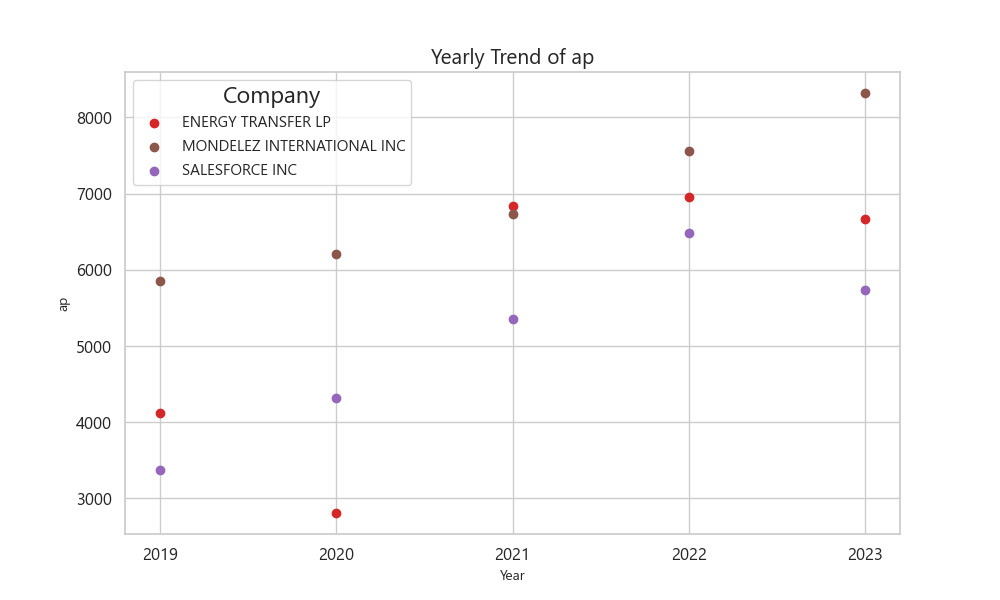 Yearly Trend of ap
Company
ENERGY TRANSFER LP
MONDELEZ INTERNATIONAL INC
SALESFORCE INC
8000
7000
6000
5000
4000
3000
ap
2019 2020 2021 2022 2023
Year